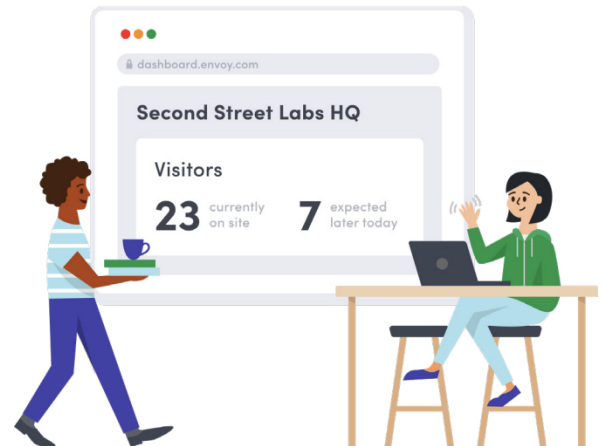 dashboard.envoy.com
Second Street Labs HQ
Visitors
23 currently on site
7 expected later today